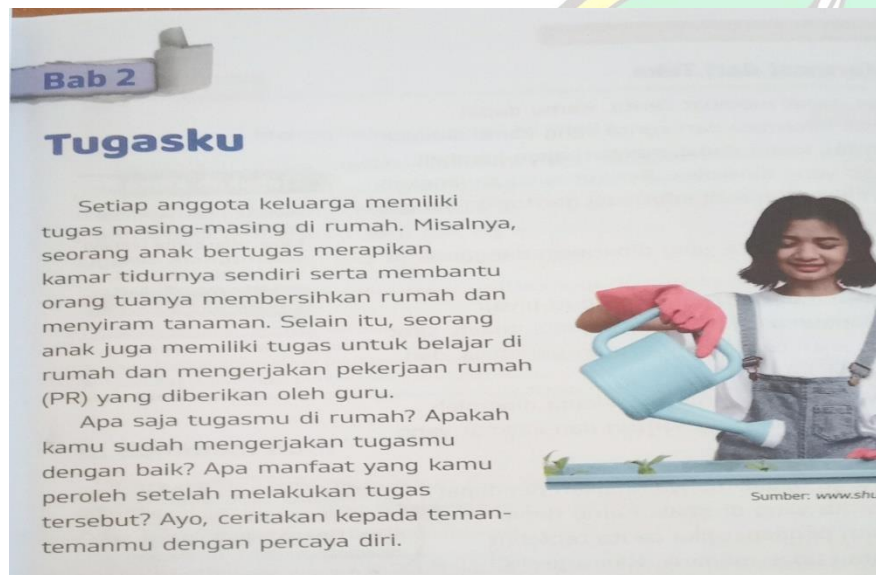 Bab 2
Tugasku
Setiap anggota keluarga memiliki
tugas masing-masing di rumah. Misalnya,
seorang anak bertugas merapikan
kamar tidurnya sendiri serta membantu
orang tuanya membersihkan rumah dan
menyiram tanaman. Selain itu, seorang
anak juga memiliki tugas untuk belajar di
rumah dan mengerjakan pekerjaan rumah
(PR) yang diberikan oleh guru.
Apa saja tugasmu di rumah? Apakah
kamu sudah mengerjakan tugasmu
dengan baik? Apa manfaat yang kamu
peroleh setelah melakukan tugas
tersebut? Ayo, ceritakan kepada teman-
temanmu dengan percaya diri.
Sumber: www.shu